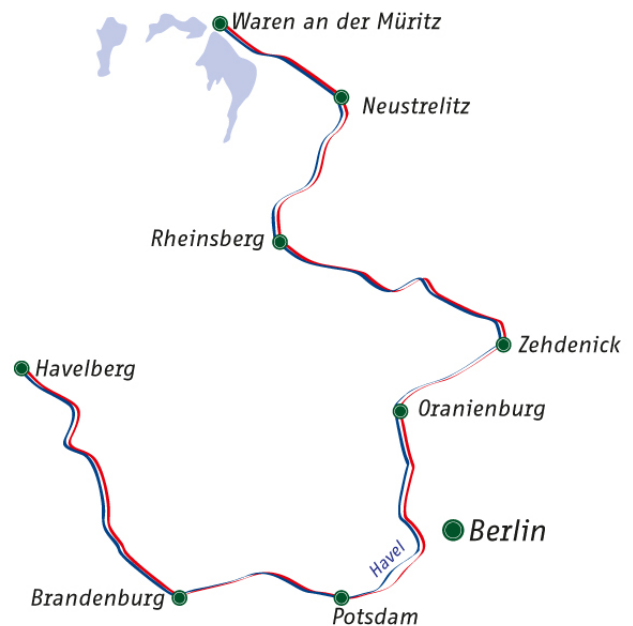 Waren an der Müritz
Neustrelitz
Rheinsberg
Zehdenick
Havelberg
Oranienburg
Berlin
Havel
Brandenburg
Potsdam